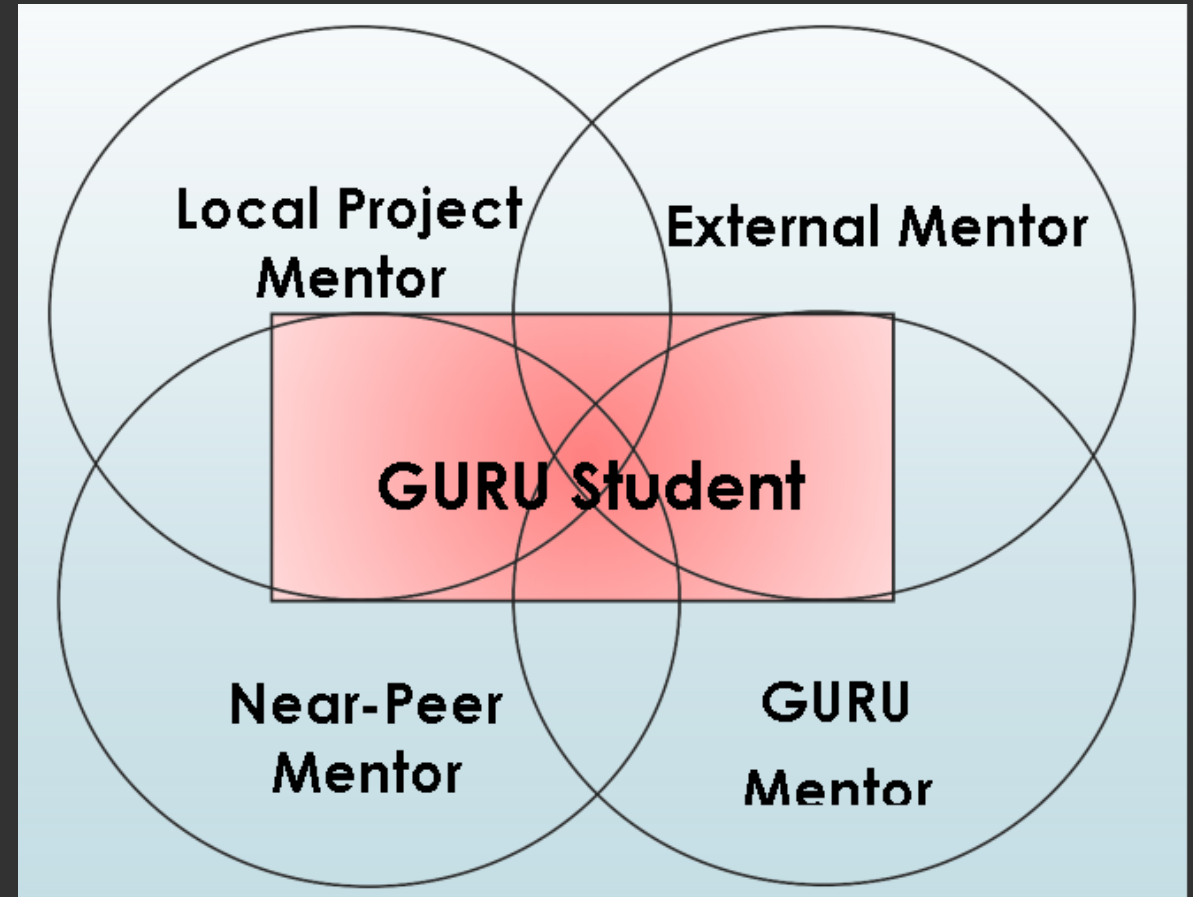 Local Project
Mentor
External Mentor
GURU Student
Near-Peer
Mentor
GURU
Mentor